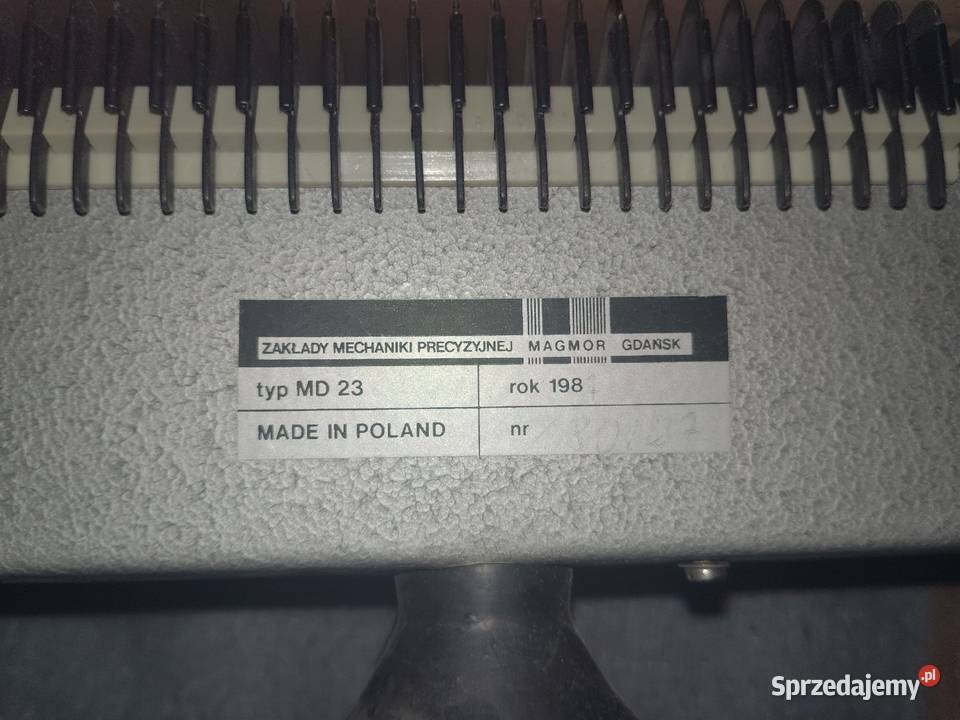 ZAKŁADY MECHANIKI PRECYZYJNEJ MAGMOR GDAŃSK
typ MD 23
rok 198
MADE IN POLAND
nr
Sprzedajemy.pl